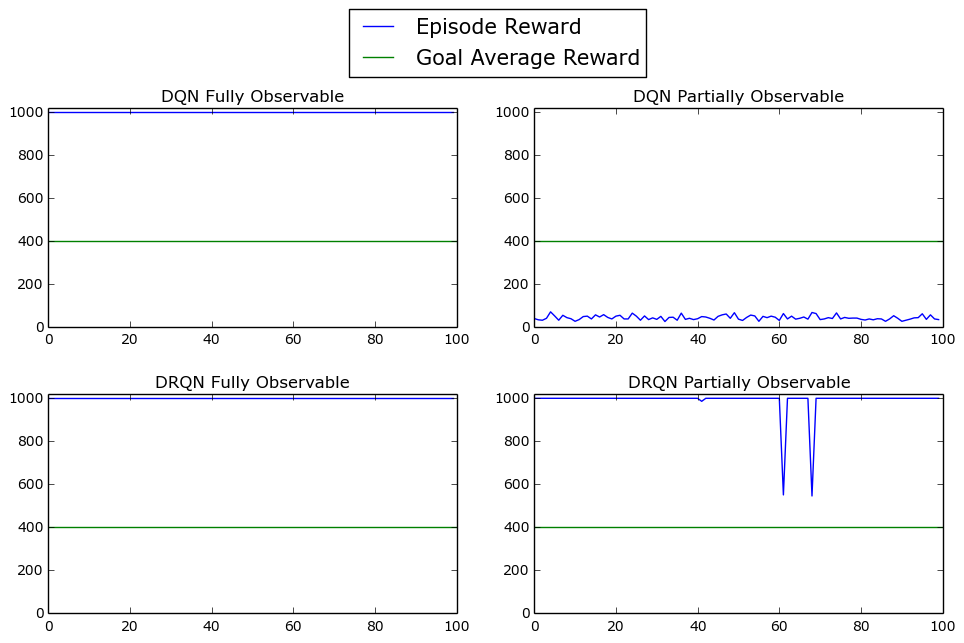 Episode Reward
Goal Average Reward
DQN Fully Observable
1000
800
600
400
200
0
0 20 40 60 80 100
DQN Partially Observable
1000
800
600
400
200
0
0 20 40 60 80 100
DRQN Fully Observable
1000
800
600
400
200
0
0 20 40 60 80 100
DRQN Partially Observable
1000
800
600
400
200
0
0 20 40 60 80 100